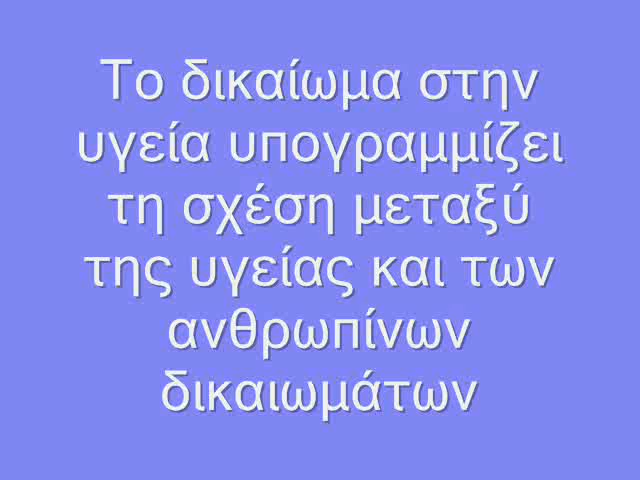 Το δικαίωμα στην
υγεία υπογραμμίζει
τη σχέση μεταξύ
της υγείας και των
ανθρωπίνων
δικαιωμάτων